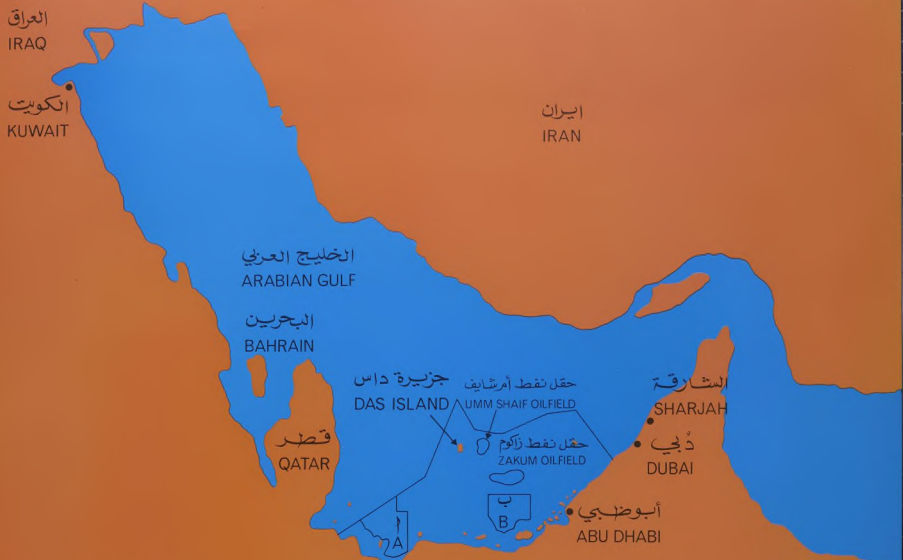 العراق
IRAQ
الكويت
KUWAIT
ايران
IRAN
الخليج العربي
ARABIAN GULF
البحرين
BAHRAIN
جزيرة داس
DAS ISLAND
حقل نفط أم شايف
UMM SHAIF OILFIELD
الشارقة
SHARJAH
قطر
QATAR
حقل نفط زاكوم
ZAKUM OILFIELD
دُبي
DUBAI
أ
A
ب
B
أبوظبي
ABU DHABI